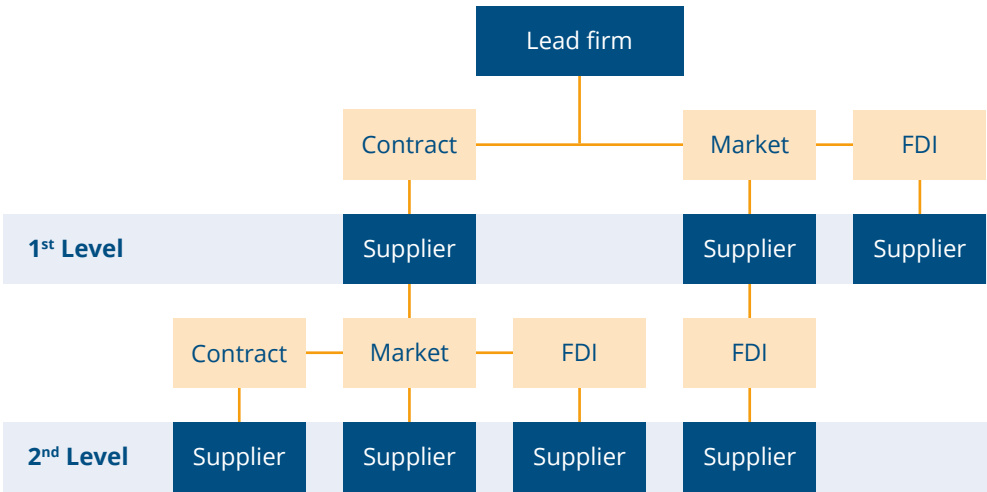 Lead firm
Contract Market FDI
1st Level Supplier Supplier Supplier
Contract Market FDI FDI
2nd Level Supplier Supplier Supplier Supplier